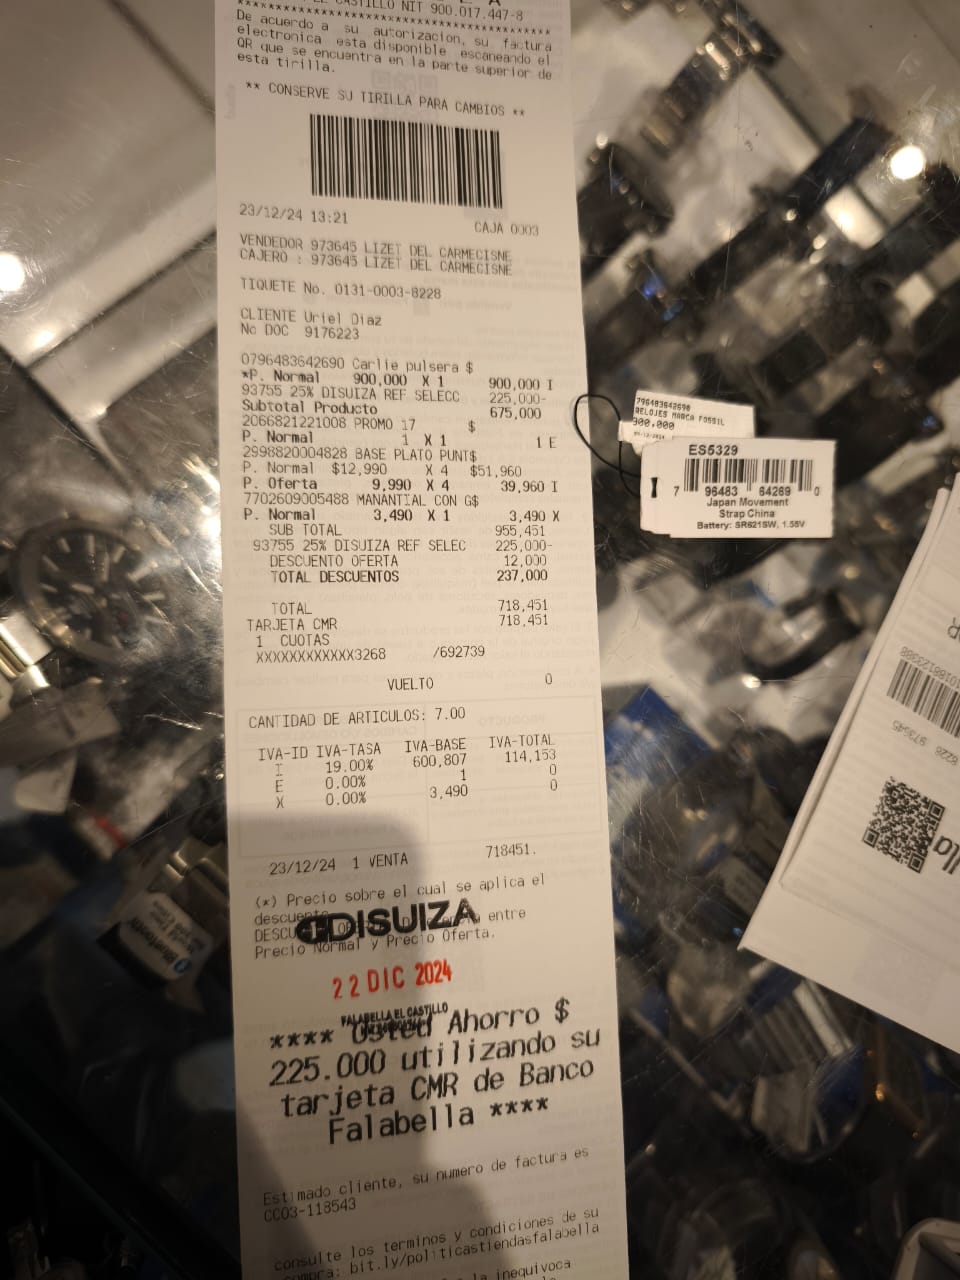 CASTILLO NIT 900.017.447-8
****************************************
De acuerdo a su autorizacion, su factura
electronica esta disponible escaneando el
QR que se encuentra en la parte superior de
esta tirilla.
** CONSERVE SU TIRILLA PARA CAMBIOS **
23/12/24 13:21 CAJA 0003
VENDEDOR 973645 LIZET DEL CARMECISNE
CAJERO : 973645 LIZET DEL CARMECISNE
TIQUETE No. 0131-0003-8228
CLIENTE Uriel Diaz
No DOC 9176223
0796483642690 Carlie pulsera $
*P. Normal 900,000 X 1 900,000 I
93755 25% DISUIZA REF SELECC 225,000-
Subtotal Producto 675,000
2066821221008 PROMO 17 $
P. Normal 1 X 1 1 E
2998820004828 BASE PLATO PUNT$
P. Normal $12,990 X 4 $51,960
P. Oferta 9,990 X 4 39,960 I
7702609005488 MANANTIAL CON G$
P. Normal 3,490 X 1 3,490 X
SUB TOTAL 955,451
93755 25% DISUIZA REF SELEC 225,000-
DESCUENTO OFERTA 12,000
TOTAL DESCUENTOS 237,000
TOTAL 718,451
TARJETA CMR 718,451
1 CUOTAS
XXXXXXXXXXXX3268 /692739
VUELTO 0
CANTIDAD DE ARTICULOS: 7.00
IVA-ID IVA-TASA IVA-BASE IVA-TOTAL
I 19.00% 600,807 114,153
E 0.00% 1 0
X 0.00% 3,490 0
23/12/24 1 VENTA 718451.
(*) Precio sobre el cual se aplica el
descuento
DISUIZA
entre
Precio Normal y Precio Oferta.
22 DIC 2024
FALABELLA EL CASTILLO
**** Usted Ahorro $
225.000 utilizando su
tarjeta CMR de Banco
Falabella ****
Estimado cliente, su numero de factura es
CC03-118543
consulte los terminos y condiciones de su
compra: bit.ly/politicastiendasfalabella
la inequivoca
796483642690
RELOJES MARCA FOSSIL
900,000
ES5329
7 96483 64269 0
Japan Movement
Strap China
Battery: SR621SW, 1.55V
8228 973645